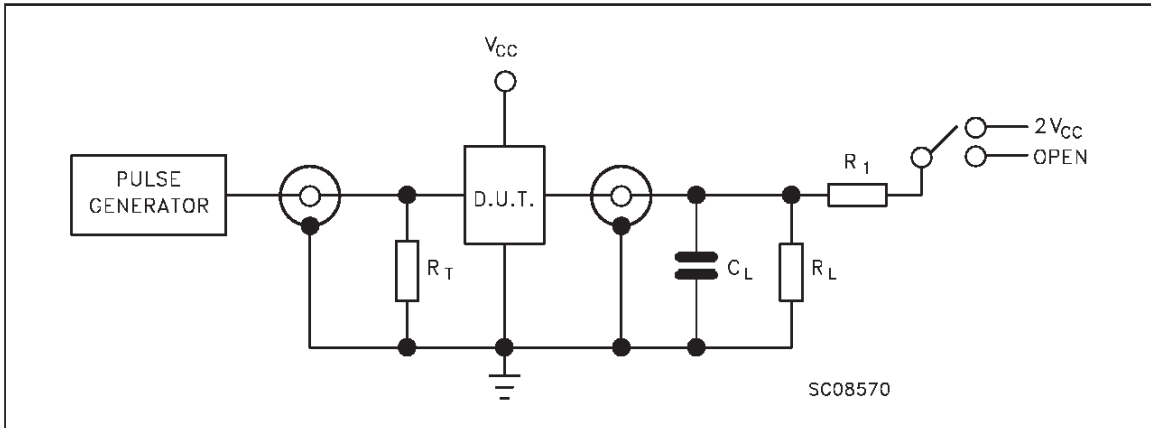 VCC
PULSE
GENERATOR
D.U.T.
RT
CL
RL
R1
2VCC
OPEN
SC08570